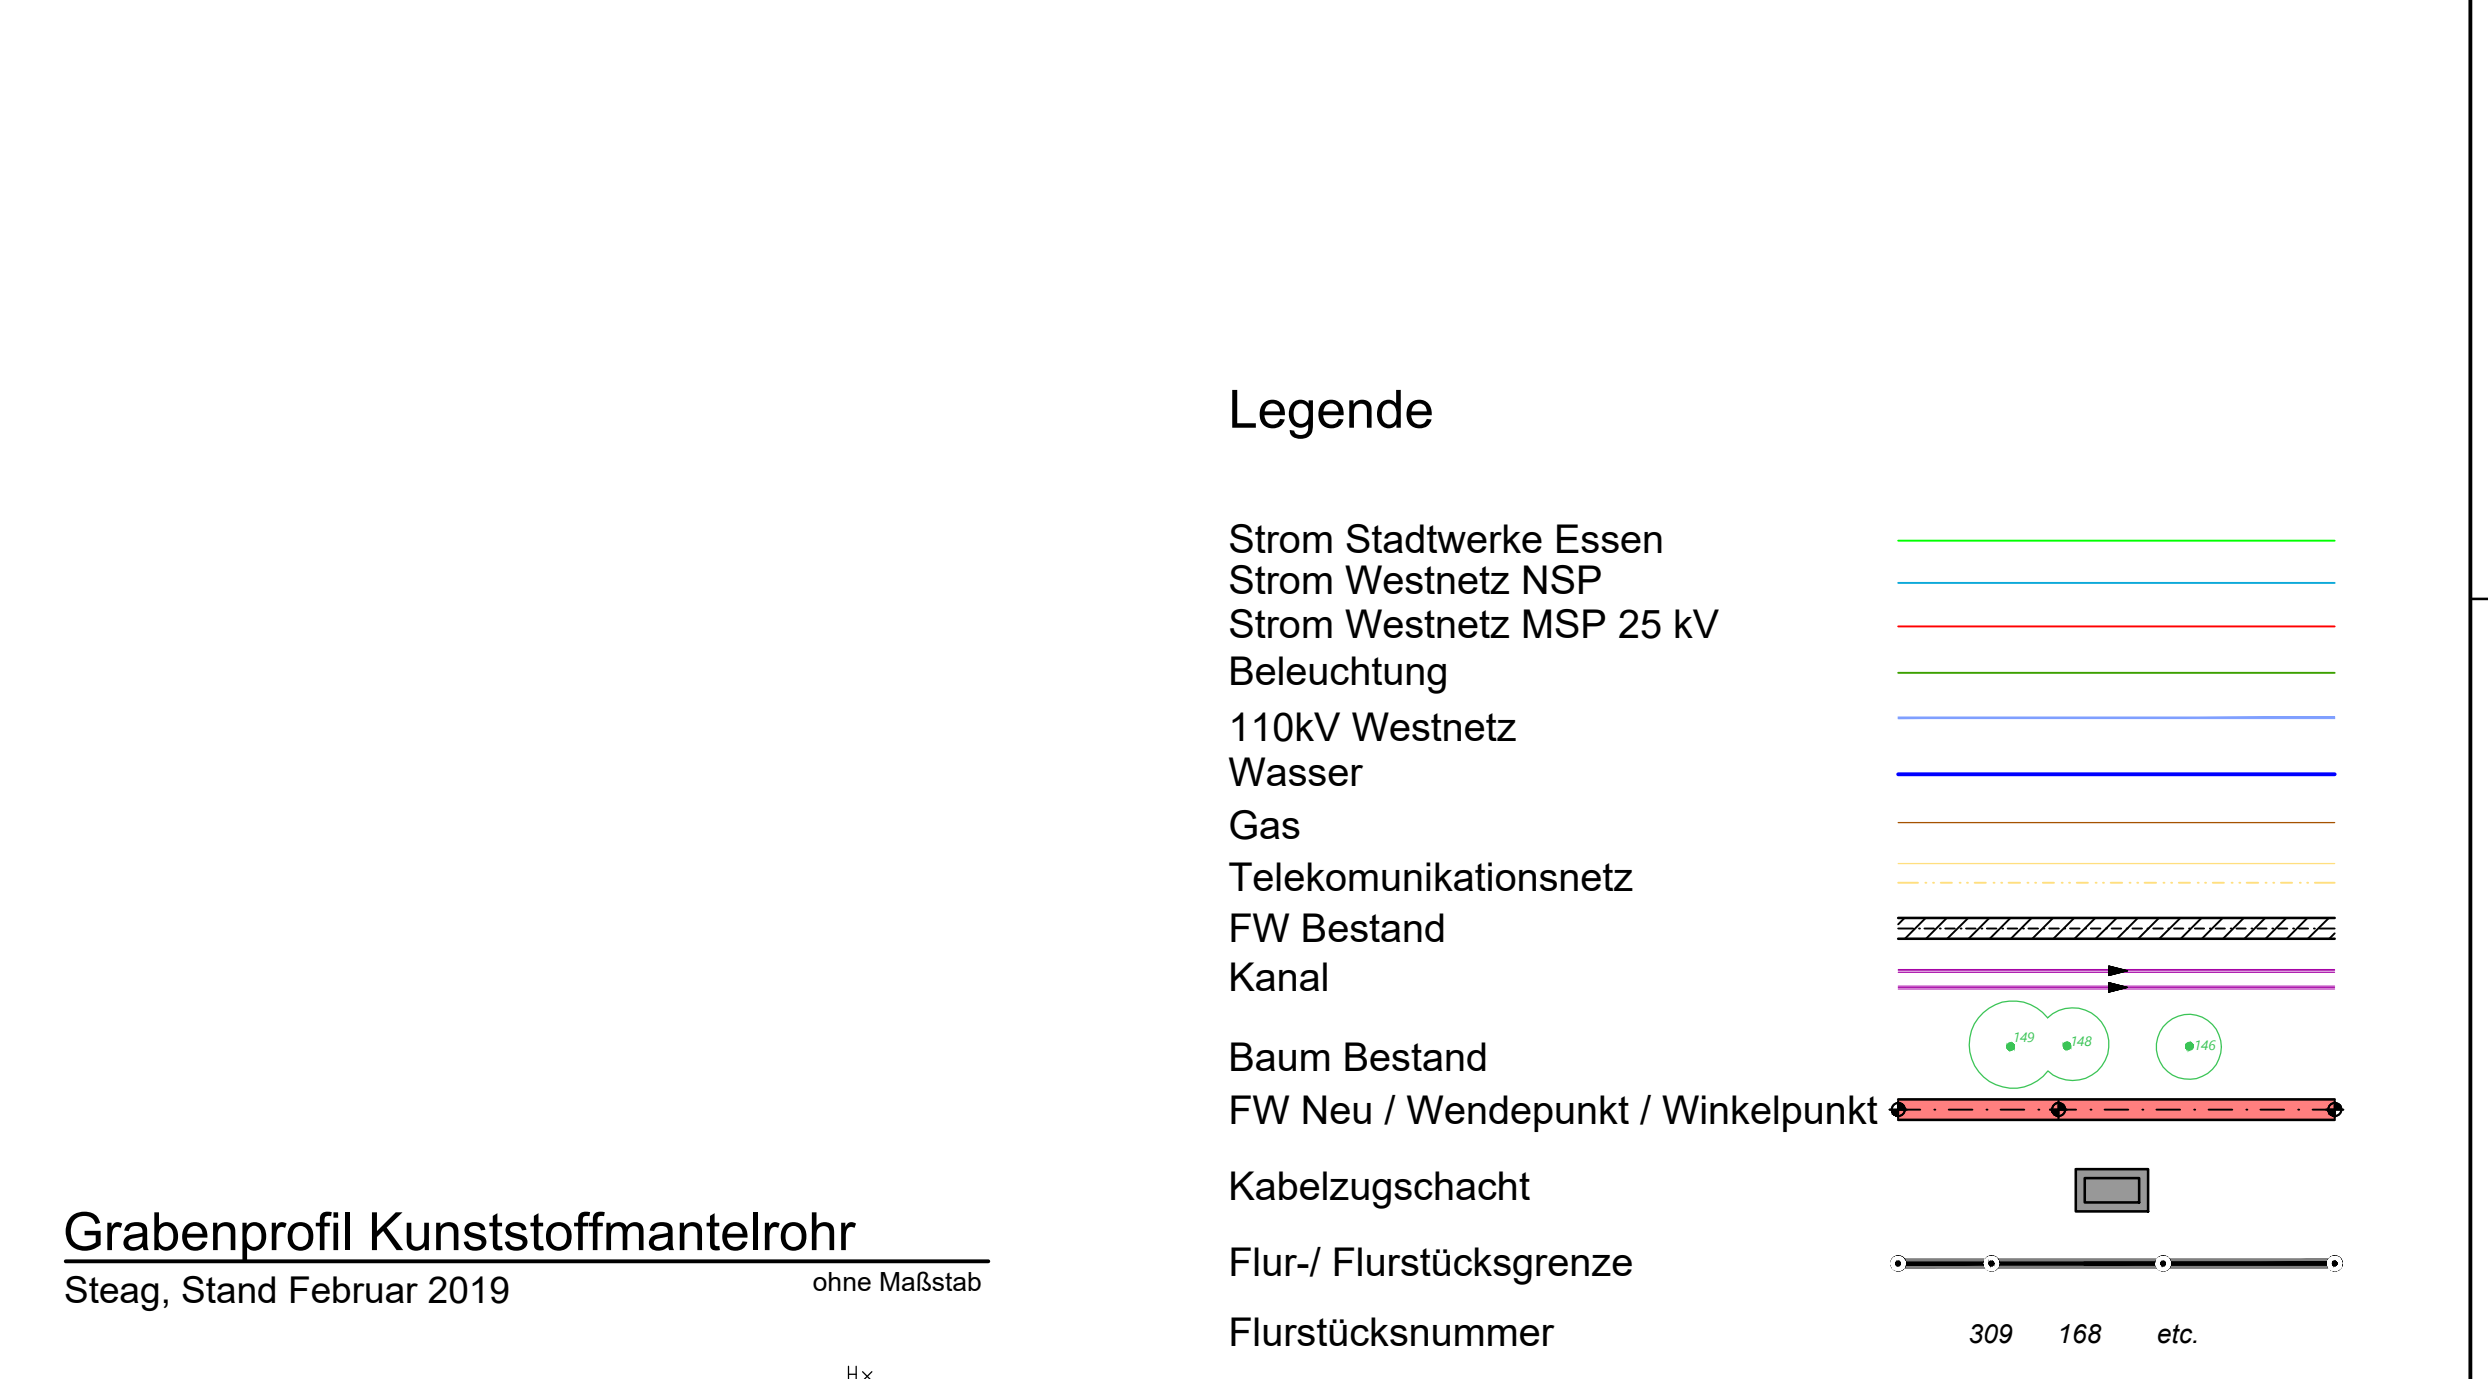 Legende
Strom Stadtwerke Essen
Strom Westnetz NSP
Strom Westnetz MSP 25 kV
Beleuchtung
110kV Westnetz
Wasser
Gas
Telekomunikationsnetz
FW Bestand
Kanal
149 148 146
Baum Bestand
FW Neu / Wendepunkt / Winkelpunkt
Kabelzugschacht
Flur-/ Flurstücksgrenze
Flurstücksnummer 309 168 etc.
Grabenprofil Kunststoffmantelrohr
Steag, Stand Februar 2019 ohne Maßstab